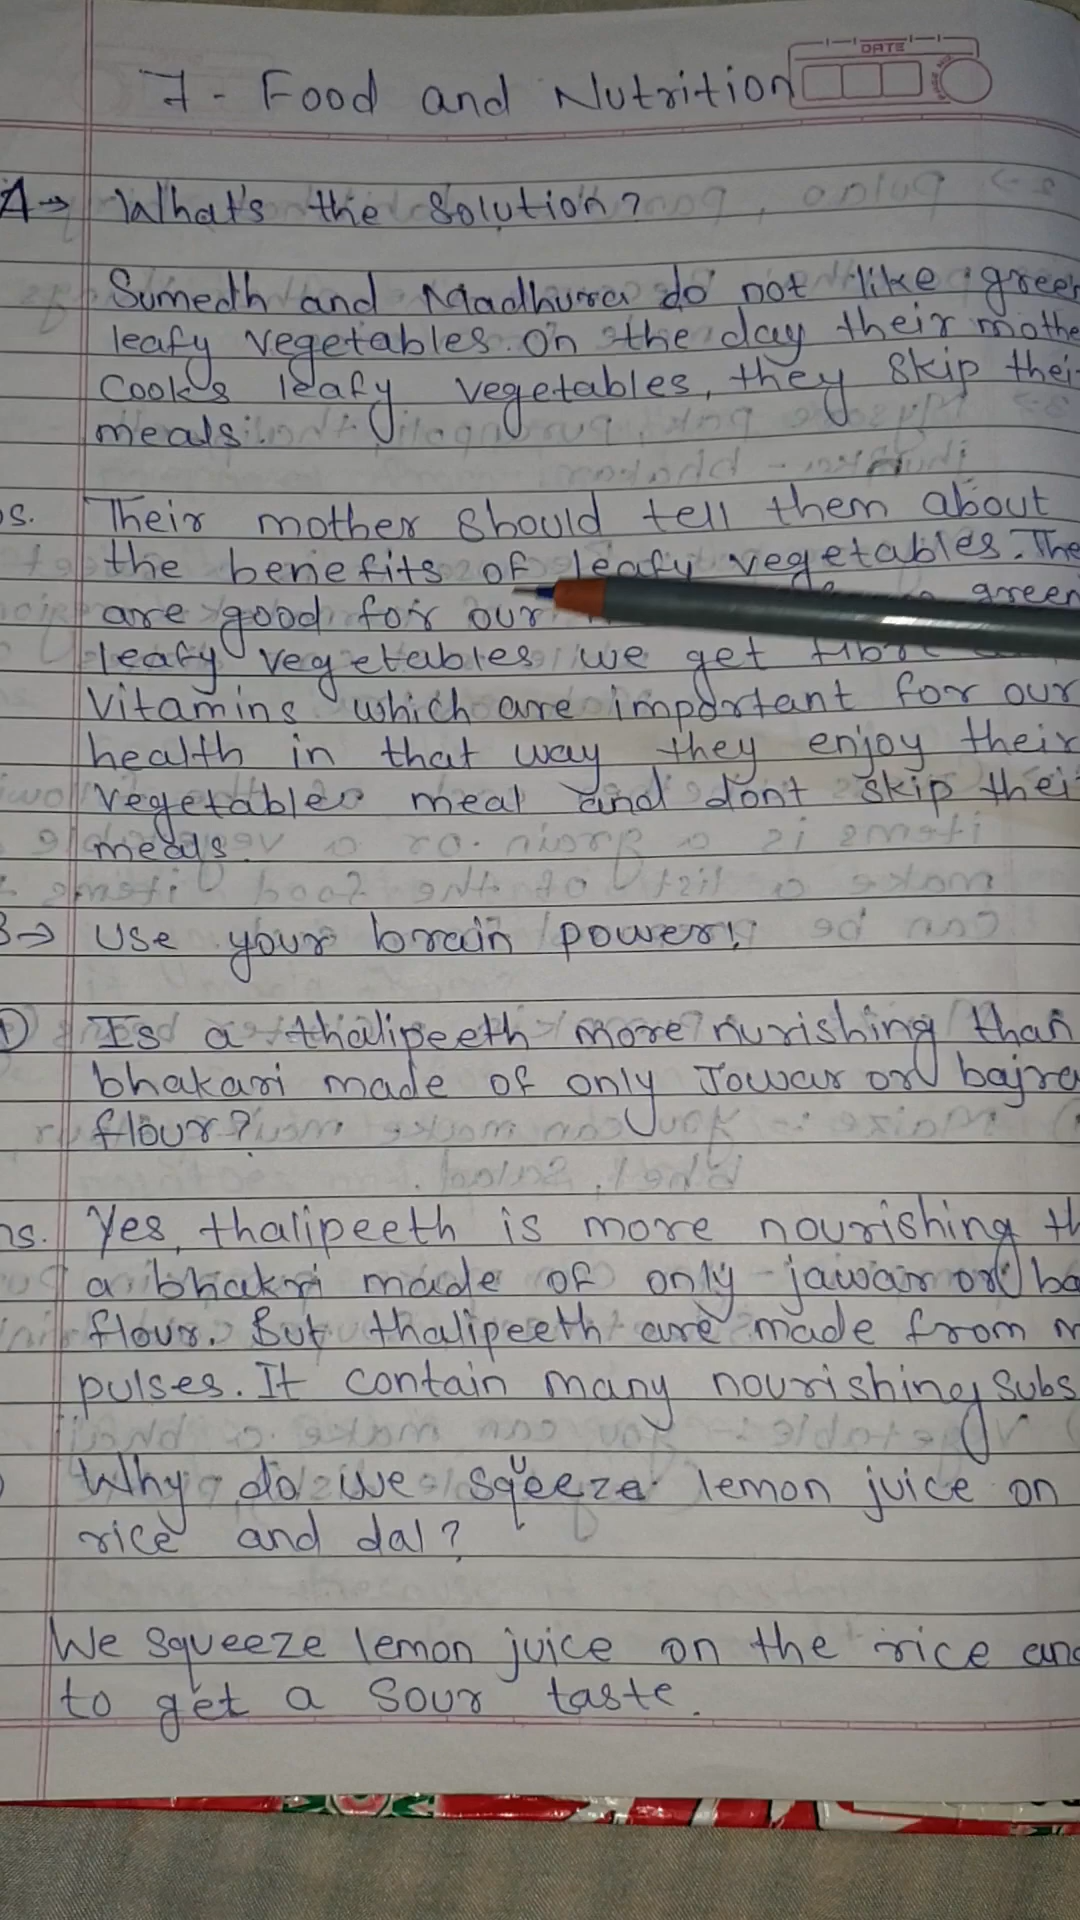 DATE
7 - Food and Nutrition
A→ What's the Solution?
Sumedh and Madhura do not like green
leafy vegetables. On the day their mothe
cooks leafy vegetables, they skip thei
meals.
s. Their mother should tell them about
the benefits of leafy vegetables. The
are good for our green
leafy vegetables we get
vitamins which are important for our
health in that way they enjoy their
vegetables meal and dont skip thei
meals.
B→ Use your brain power!
1 Is a thalipeeth more nurishing than
bhakari made of only Jowar or bajra
flour?
ns. Yes, thalipeeth is more nourishing th
a bhakri made of only jawar or ba
flour. But thalipeeth are made from m
pulses. It contain many nourishing subs
Why do we sqeeze lemon juice on
rice and dal?
We squeeze lemon juice on the rice and
to get a sour taste.